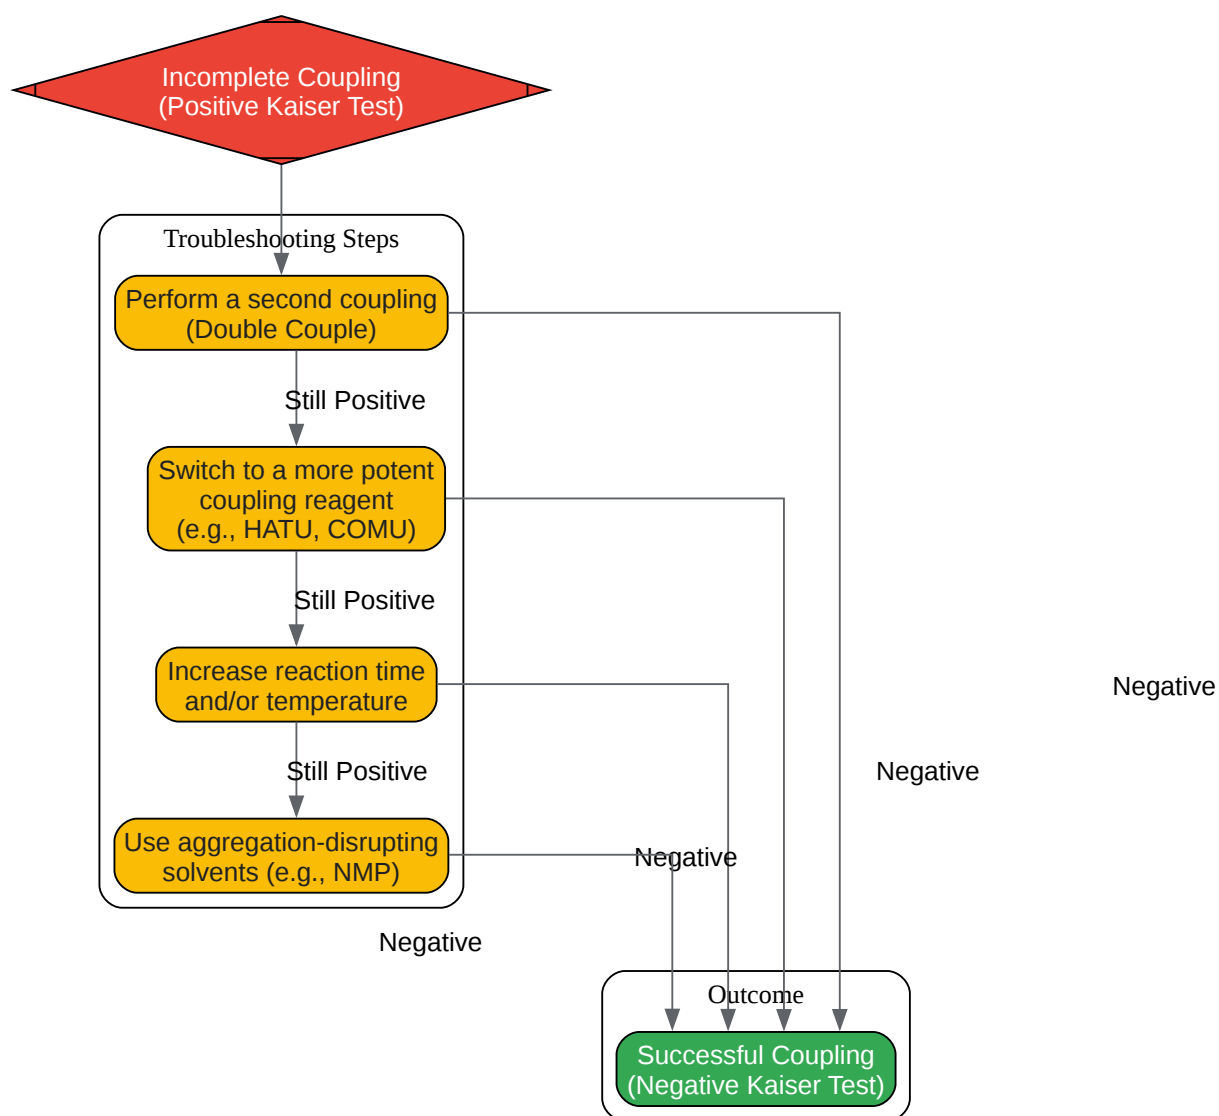 Incomplete Coupling
(Positive Kaiser Test)
Troubleshooting Steps
Perform a second coupling
(Double Couple)
Still Positive
Switch to a more potent
coupling reagent
(e.g., HATU, COMU)
Still Positive
Increase reaction time
and/or temperature
Negative
Still Positive
Negative
Use aggregation-disrupting
solvents (e.g., NMP)
Negative
Negative
Outcome
Successful Coupling
(Negative Kaiser Test)